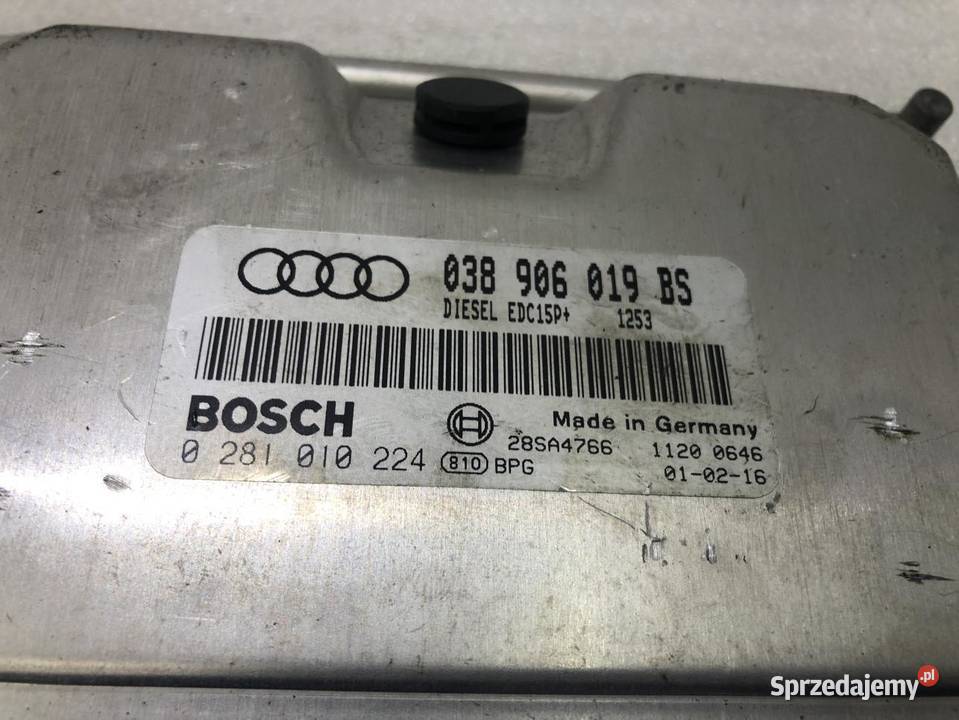 038 906 019 BS
DIESEL EDC15P+ 1253
BOSCH
Made in Germany
0 281 010 224
28SA4766 1120 0646
810 BPG 01-02-16
Sprzedajemy.pl